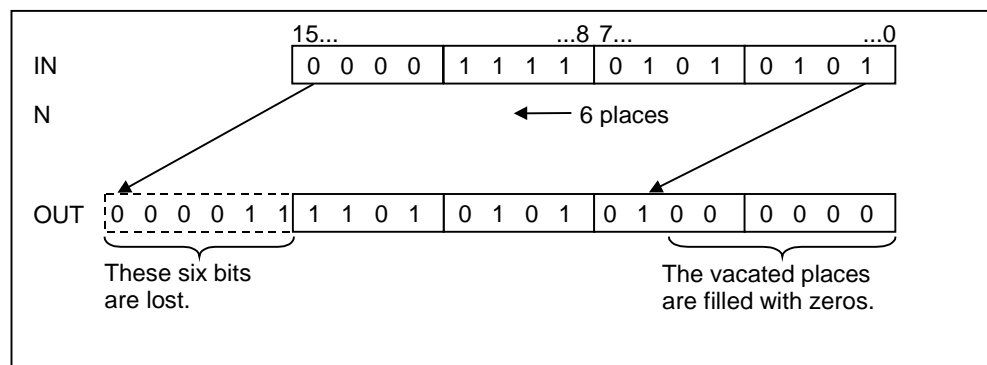 15... ...8 7... ...0
IN 0 0 0 0 1 1 1 1 0 1 0 1 0 1 0 1
N 6 places
OUT 0 0 0 0 1 1 1 1 0 1 0 1 0 1 0 1 0 0 0 0 0 0
These six bits The vacated places
are lost. are filled with zeros.